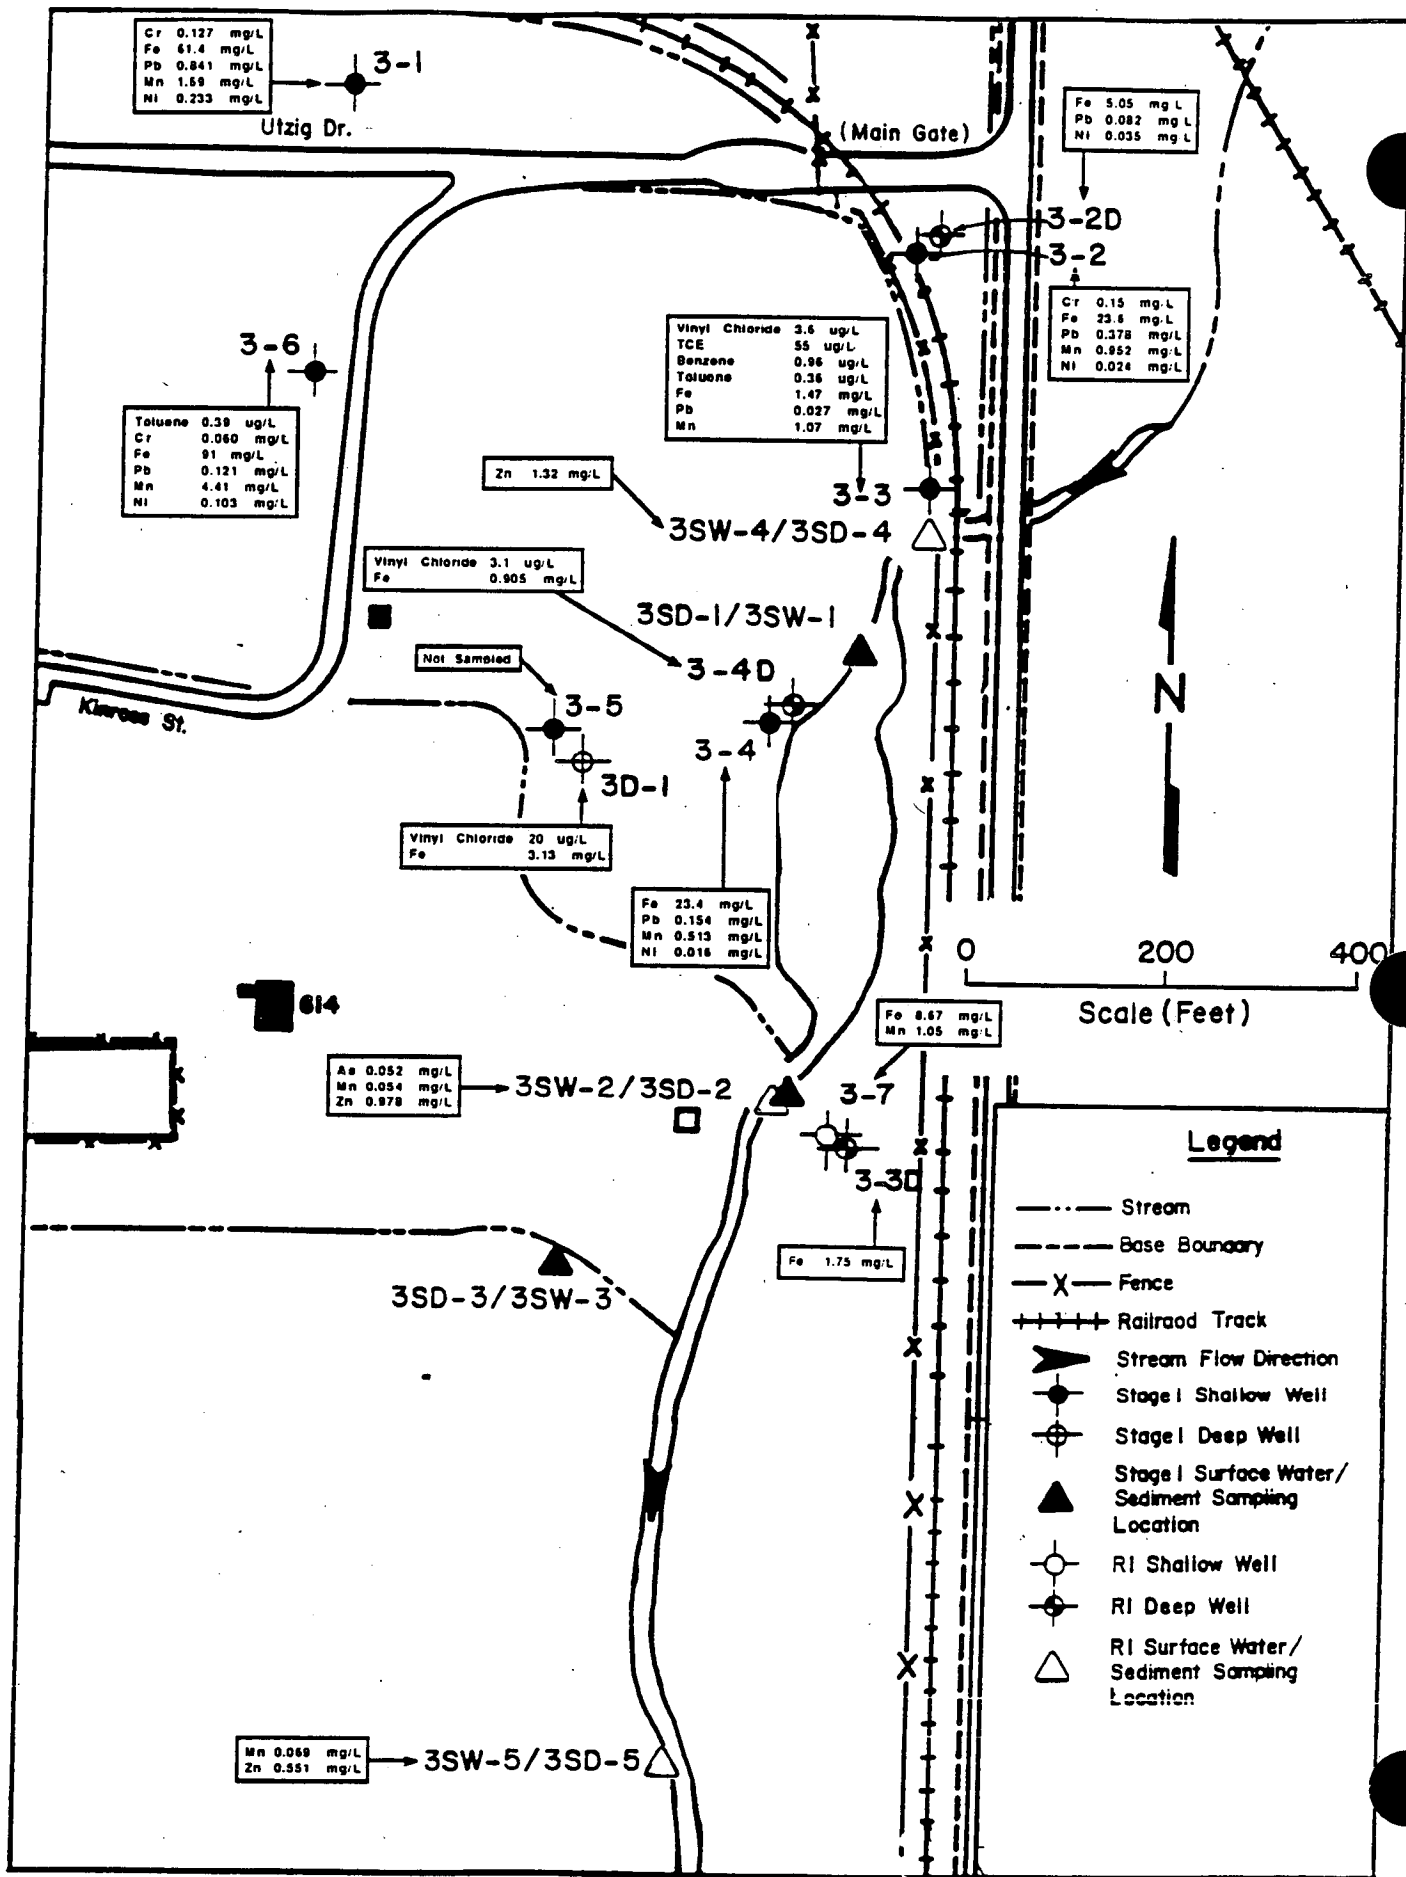 Cr 0.127 mg/L
Fe 61.4 mg/L
Pb 0.841 mg/L
Mn 1.59 mg/L
Ni 0.233 mg/L
3-1
Utzig Dr.
(Main Gate)
Fe 5.05 mg L
Pb 0.082 mg L
Ni 0.035 mg L
3-2D
3-2
Cr 0.15 mg/L
Fe 23.6 mg/L
Pb 0.378 mg/L
Mn 0.952 mg/L
Ni 0.024 mg/L
3-6
Toluene 0.39 ug/L
Cr 0.060 mg/L
Fe 91 mg/L
Pb 0.121 mg/L
Mn 4.41 mg/L
Ni 0.103 mg/L
Vinyl Chloride 3.6 ug/L
TCE 55 ug/L
Benzene 0.96 ug/L
Toluene 0.36 ug/L
Fe 1.47 mg/L
Pb 0.027 mg/L
Mn 1.07 mg/L
Zn 1.32 mg/L
3-3
3SW-4/3SD-4
Vinyl Chloride 3.1 ug/L
Fe 0.905 mg/L
3SD-1/3SW-1
Not Sampled
3-4D
3-5
Kinross St.
3-4
3D-1
N
Vinyl Chloride 20 ug/L
Fe 3.13 mg/L
Fe 23.4 mg/L
Pb 0.154 mg/L
Mn 0.513 mg/L
Ni 0.016 mg/L
0 200 400
Scale (Feet)
614
Fe 8.67 mg/L
Mn 1.05 mg/L
As 0.052 mg/L
Mn 0.054 mg/L
Zn 0.978 mg/L
3SW-2/3SD-2
3-7
3-3D
Fe 1.75 mg/L
3SD-3/3SW-3
Mn 0.069 mg/L
Zn 0.551 mg/L
3SW-5/3SD-5
Legend
Stream
Base Boundary
Fence
Railraod Track
Stream Flow Direction
Stage I Shallow Well
Stage I Deep Well
Stage I Surface Water/
Sediment Sampling
Location
RI Shallow Well
RI Deep Well
RI Surface Water/
Sediment Sampling
Location